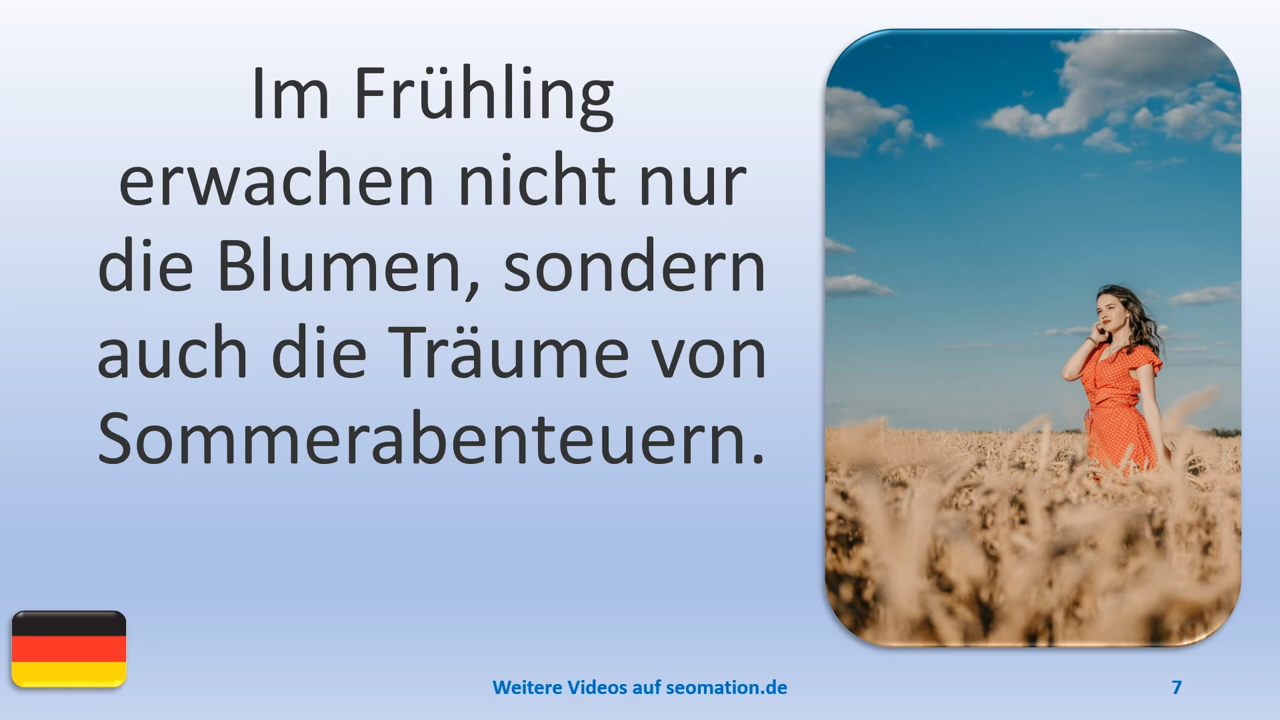 Im Frühling
erwachen nicht nur
die Blumen, sondern
auch die Träume von
Sommerabenteuern.
Weitere Videos auf seomation.de
7